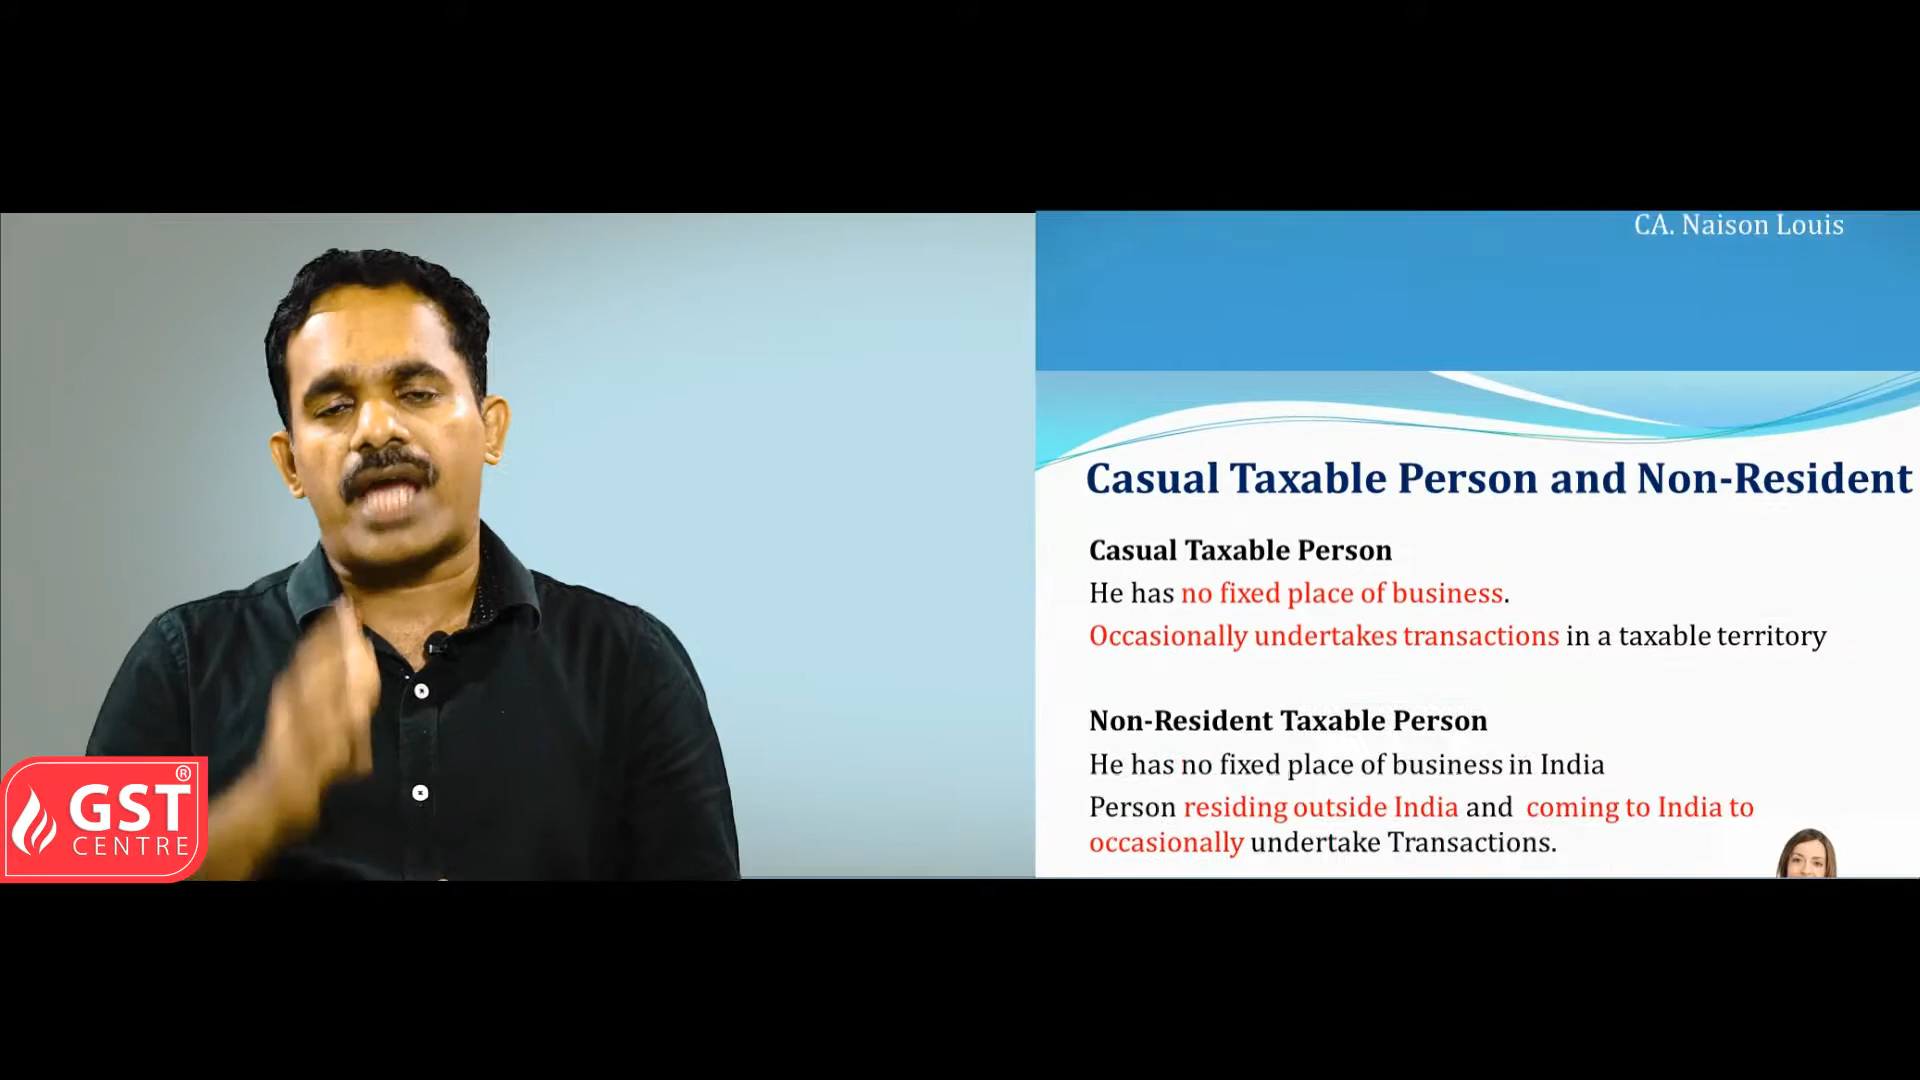 CA. Naison Louis
Casual Taxable Person and Non-Resident
Casual Taxable Person
He has no fixed place of business.
Occasionally undertakes transactions in a taxable territory
Non-Resident Taxable Person
He has no fixed place of business in India
Person residing outside India and coming to India to
occasionally undertake Transactions.
GST®
CENTRE